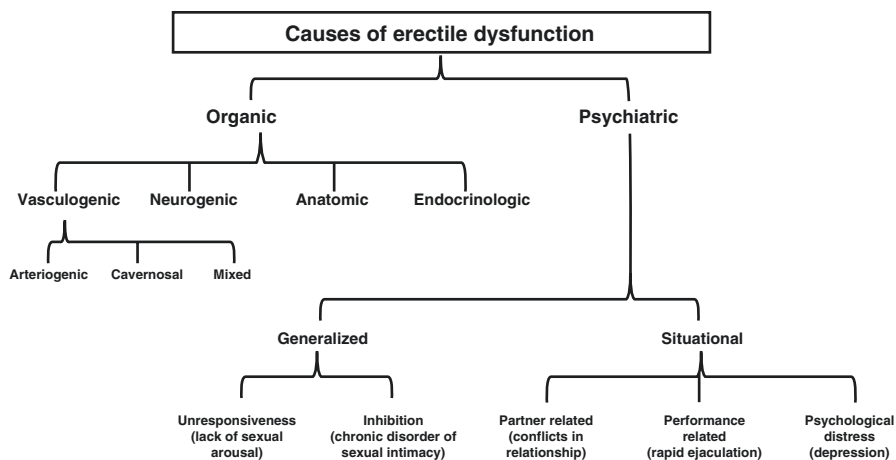 Causes of erectile dysfunction
Organic
Psychiatric
Vasculogenic
Neurogenic
Anatomic
Endocrinologic
Arteriogenic
Cavernosal
Mixed
Generalized
Situational
Unresponsiveness
(lack of sexual
arousal)
Inhibition
(chronic disorder of
sexual intimacy)
Partner related
(conflicts in
relationship)
Performance
related
(rapid ejaculation)
Psychological
distress
(depression)